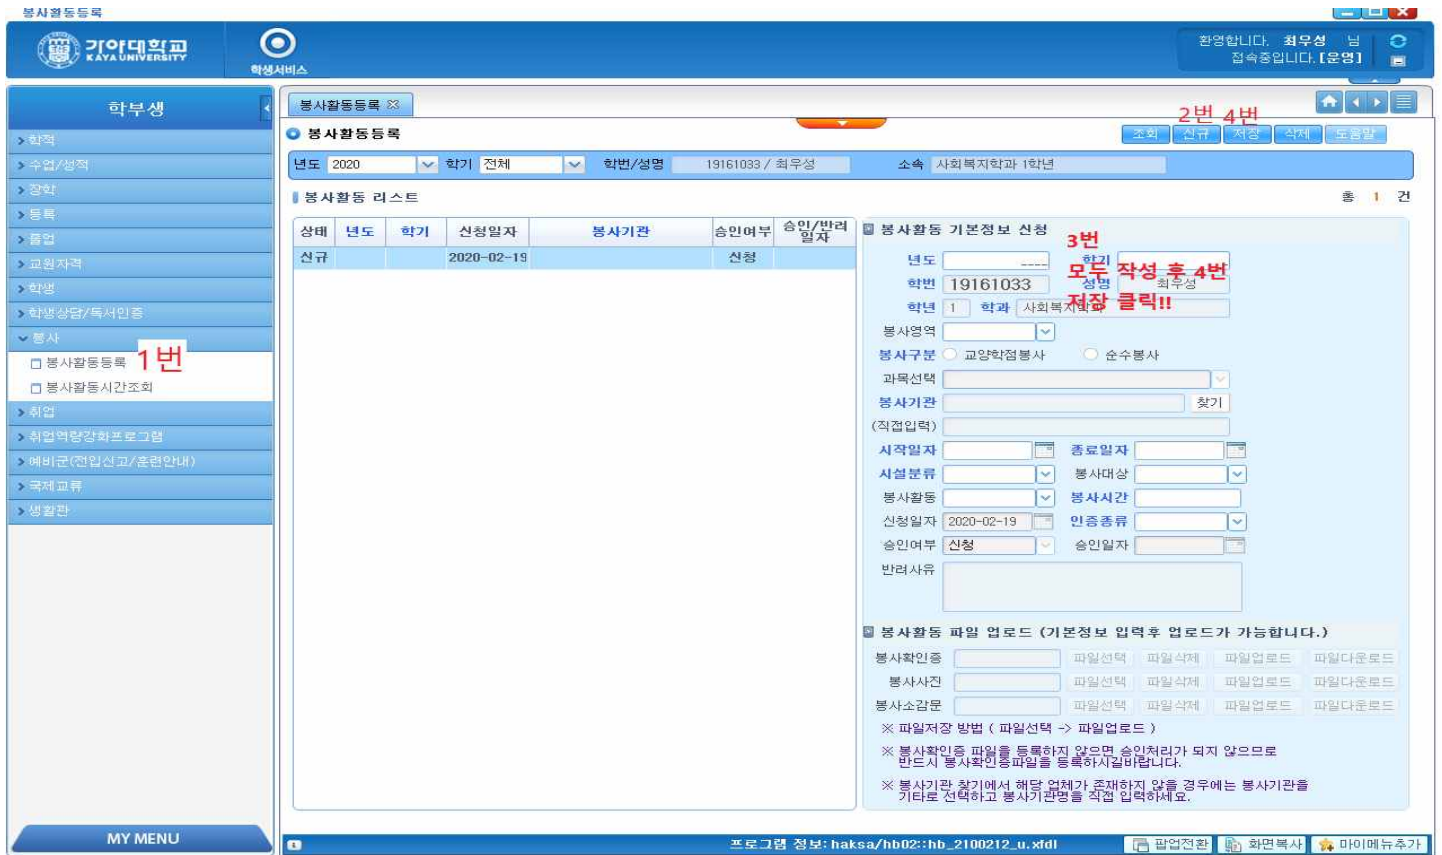 봉사활동등록
가야대학교
KAYA UNIVERSITY
학생서비스
환영합니다. 최우성 님
접속중입니다.[운영]
학부생
학적
수업/성적
장학
등록
졸업
교원자격
학생
학생상담/독서인증
봉사
봉사활동등록 1번
봉사활동시간조회
취업
취업역량강화프로그램
예비군(전입신고/훈련안내)
국제교류
생활관
MY MENU
봉사활동등록
2번 4번
봉사활동등록 조회 신규 저장 삭제 도움말
년도 2020 학기 전체 학번/성명 19161033 / 최우성 소속 사회복지학과 1학년
봉사활동 리스트 총 1 건
상태 년도 학기 신청일자 봉사기관 승인여부 승인/반려일자
신규 2020-02-19 신청
봉사활동 기본정보 신청
3번
모두 작성 후 4번
저장 클릭!!
년도 ____ 학기
학번 19161033 성명 최우성
학년 1 학과 사회복지학과
봉사영역
봉사구분 교양학점봉사 순수봉사
과목선택
봉사기관 찾기
(직접입력)
시작일자 종료일자
시설분류 봉사대상
봉사활동 봉사시간
신청일자 2020-02-19 인증종류
승인여부 신청 승인일자
반려사유
봉사활동 파일 업로드 (기본정보 입력후 업로드가 가능합니다.)
봉사확인증 파일선택 파일삭제 파일업로드 파일다운로드
봉사사진 파일선택 파일삭제 파일업로드 파일다운로드
봉사소감문 파일선택 파일삭제 파일업로드 파일다운로드
※ 파일저장 방법 ( 파일선택 -> 파일업로드 )
※ 봉사확인증 파일을 등록하지 않으면 승인처리가 되지 않으므로
반드시 봉사확인증파일을 등록하시길바랍니다.
※ 봉사기관 찾기에서 해당 업체가 존재하지 않을 경우에는 봉사기관을
기타로 선택하고 봉사기관명을 직접 입력하세요.
프로그램 정보: haksa/hb02::hb_2100212_u.xfdl 팝업전환 화면복사 마이메뉴추가